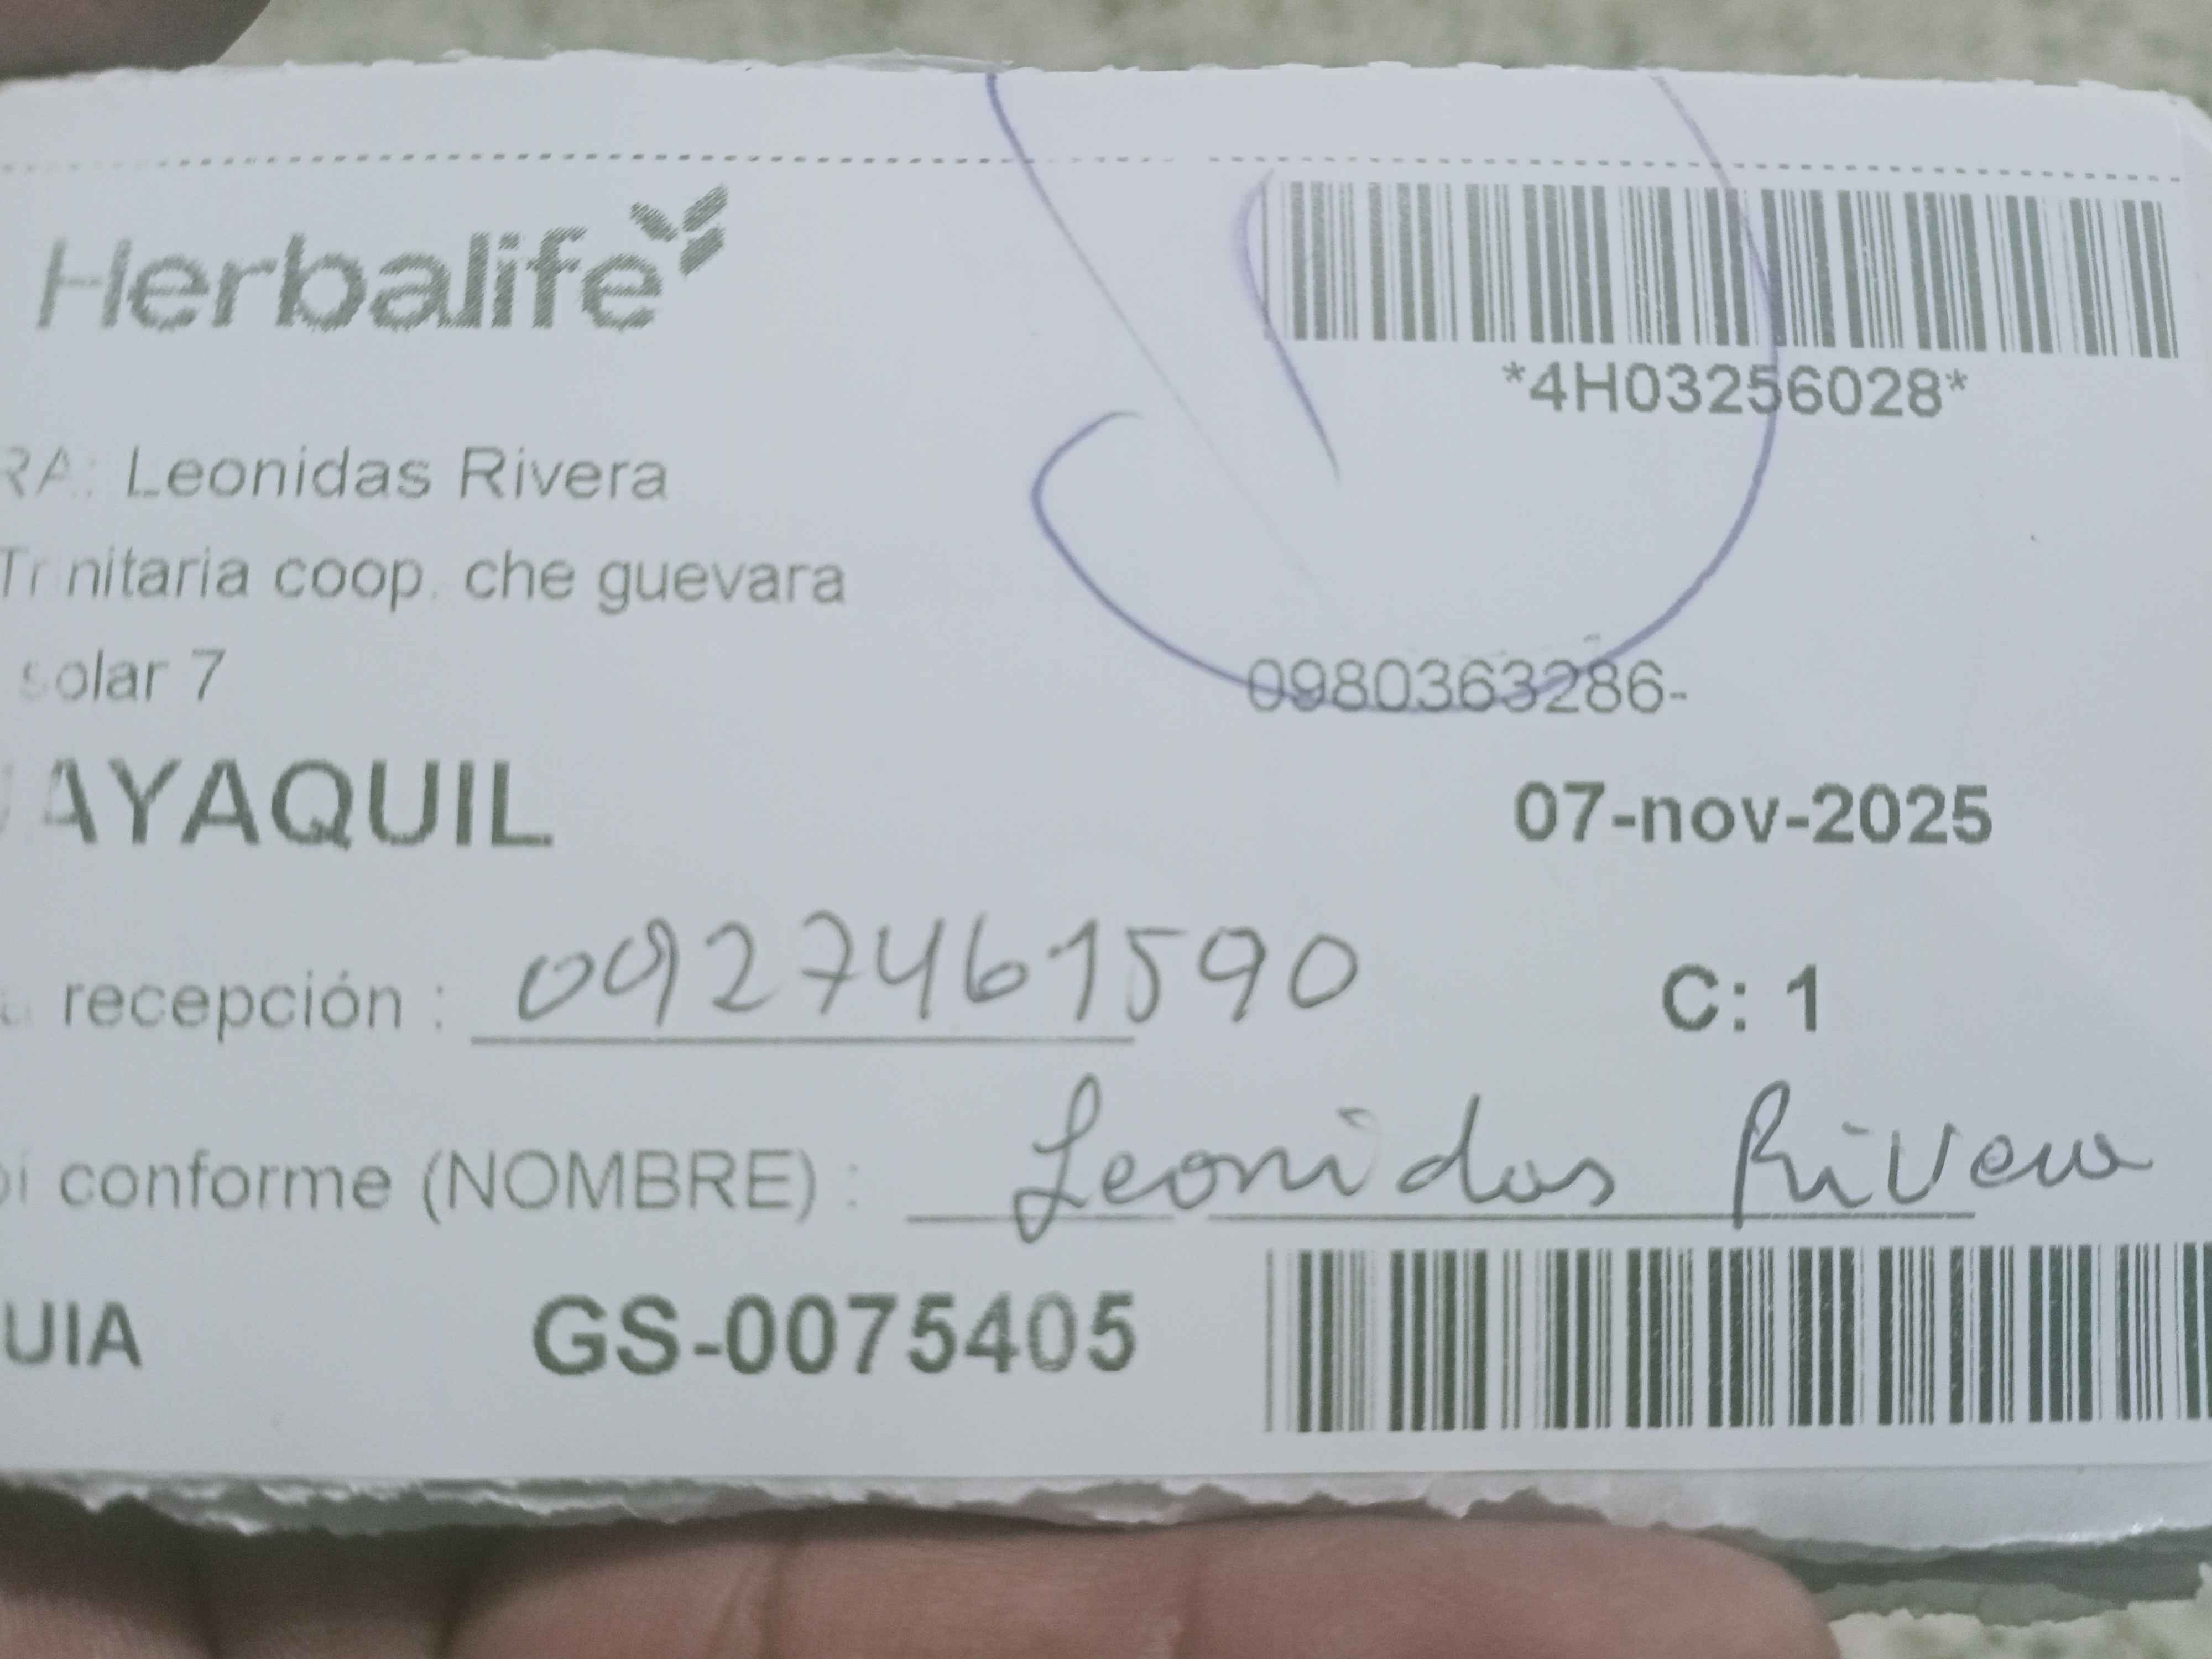 Herbalife
*4H03256028*
RA: Leonidas Rivera
Trinitaria coop. che guevara
solar 7
0980363286-
AYAQUIL
07-nov-2025
recepción : 0927461590
C: 1
conforme (NOMBRE) : Leonidas Rivera
UIA GS-0075405